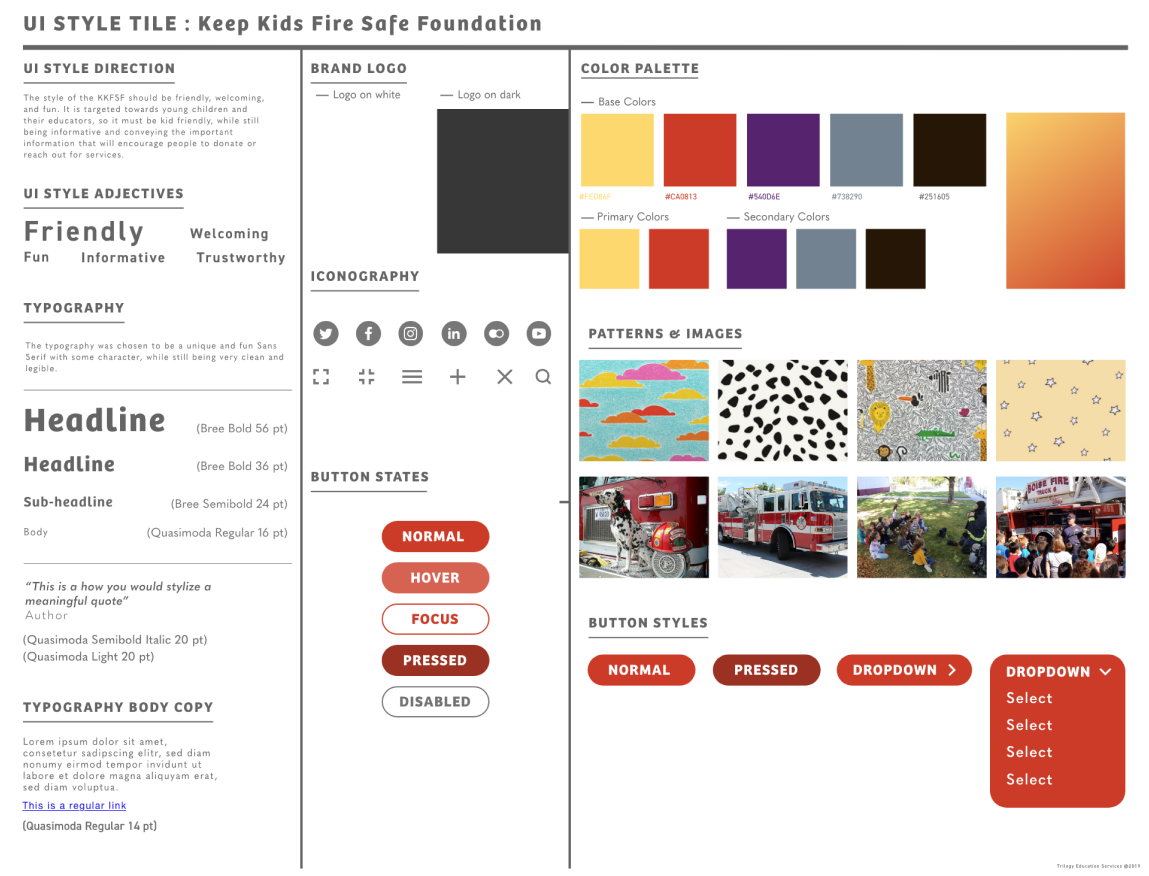 UI STYLE TILE : Keep Kids Fire Safe Foundation
UI STYLE DIRECTION
The style of the KKFSF should be friendly, welcoming,
and fun. It is targeted towards young children and
their educators, so it must be kid friendly, while still
being informative and conveying the important
information that will encourage people to donate or
reach out for services.
UI STYLE ADJECTIVES
Friendly
Welcoming
Fun
Informative
Trustworthy
TYPOGRAPHY
The typography was chosen to be a unique and fun Sans
Serif with some character, while still being very clean and
legible.
Headline
(Bree Bold 56 pt)
Headline
(Bree Bold 36 pt)
Sub-headline
(Bree Semibold 24 pt)
Body
(Quasimoda Regular 16 pt)
“This is a how you would stylize a
meaningful quote”
Author
(Quasimoda Semibold Italic 20 pt)
(Quasimoda Light 20 pt)
TYPOGRAPHY BODY COPY
Lorem ipsum dolor sit amet,
consetetur sadipscing elitr, sed diam
nonumy eirmod tempor invidunt ut
labore et dolore magna aliquyam erat,
sed diam voluptua.
This is a regular link
(Quasimoda Regular 14 pt)
BRAND LOGO
— Logo on white
— Logo on dark
ICONOGRAPHY
BUTTON STATES
NORMAL
HOVER
FOCUS
PRESSED
DISABLED
COLOR PALETTE
— Base Colors
#FED86F
#CA0813
#540D6E
#738290
#251605
— Primary Colors
— Secondary Colors
PATTERNS & IMAGES
BOISE FIRE
TRUCK 6
BUTTON STYLES
NORMAL
PRESSED
DROPDOWN
DROPDOWN
Select
Select
Select
Select
Trilogy Education Services @2019